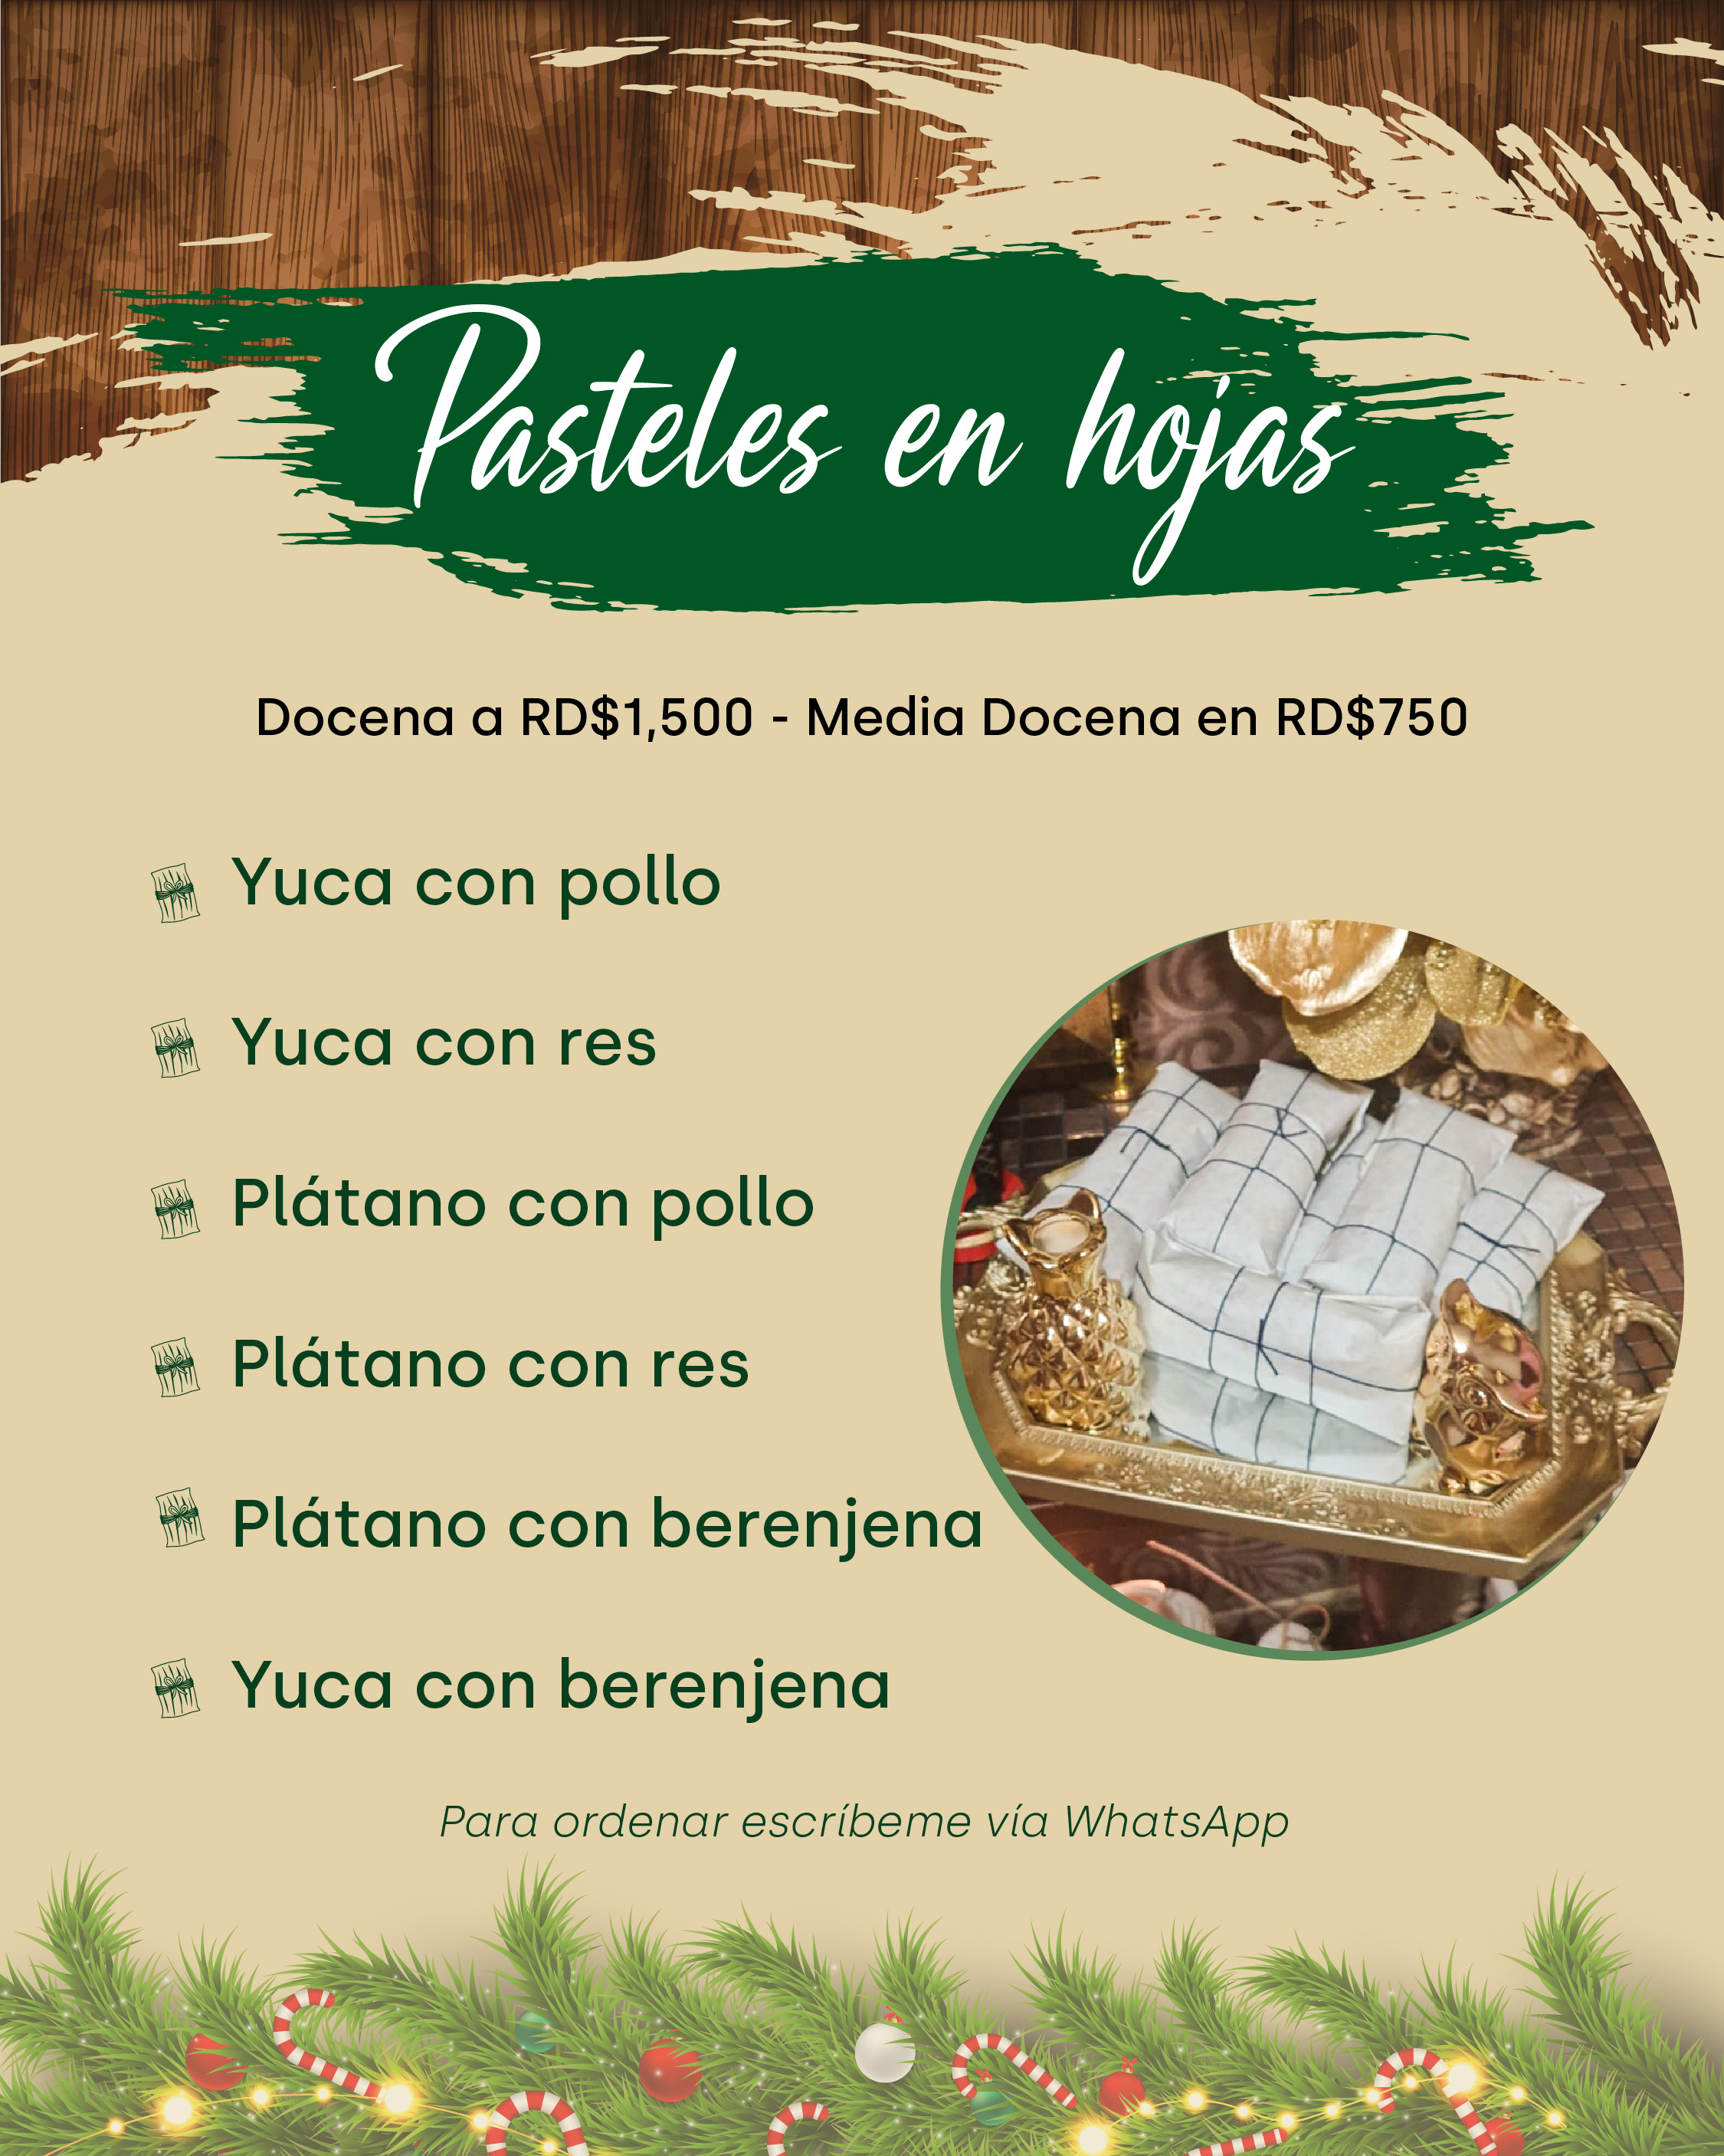 Pasteles en hojas
Docena a RD$1,500 - Media Docena en RD$750
Yuca con pollo
Yuca con res
Plátano con pollo
Plátano con res
Plátano con berenjena
Yuca con berenjena
Para ordenar escríbeme vía WhatsApp